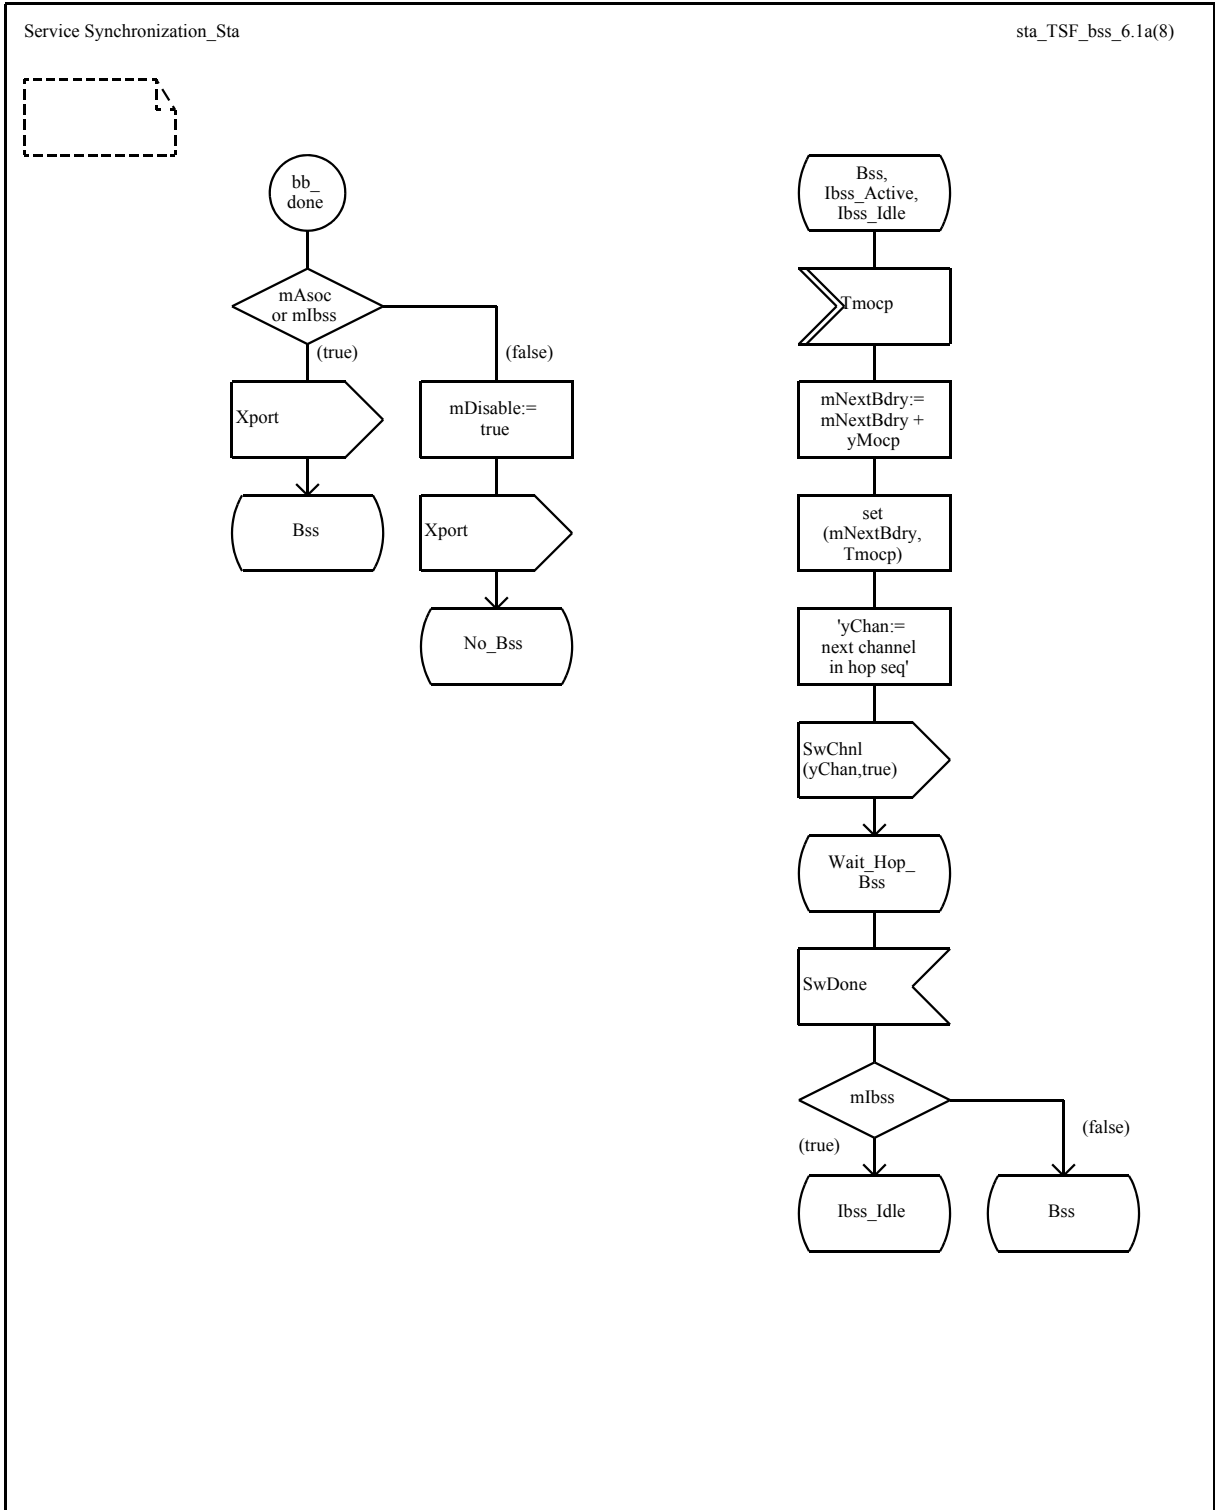 Service Synchronization_Sta
sta_TSF_bss_6.1a(8)
bb_
done
mAsoc
or mIbss
(true)
(false)
Xport
mDisable:=
true
Bss
Xport
No_Bss
Bss,
Ibss_Active,
Ibss_Idle
Tmocp
mNextBdry:=
mNextBdry +
yMocp
set
(mNextBdry,
Tmocp)
'yChan:=
next channel
in hop seq'
SwChnl
(yChan,true)
Wait_Hop_
Bss
SwDone
mIbss
(true)
(false)
Ibss_Idle
Bss